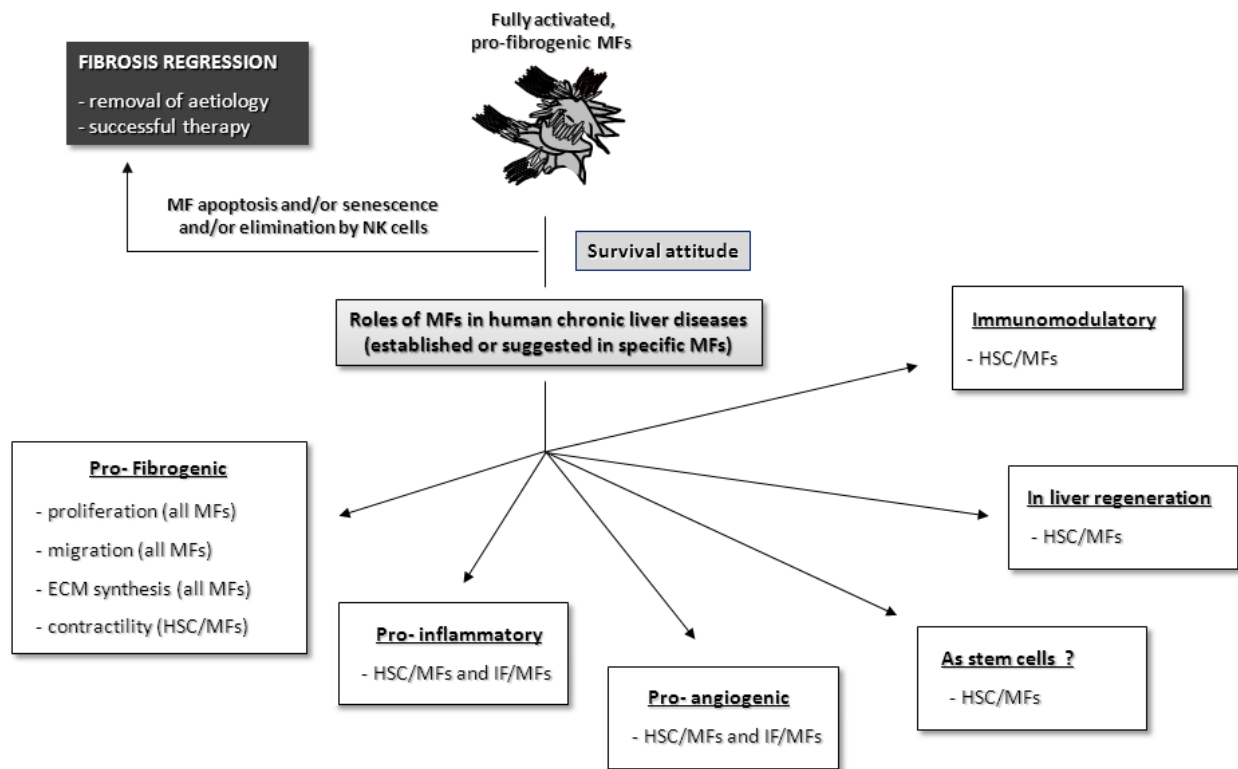 Fully activated,
pro-fibrogenic MFs
FIBROSIS REGRESSION
- removal of aetiology
- successful therapy
MF apoptosis and/or senescence
and/or elimination by NK cells
Survival attitude
Roles of MFs in human chronic liver diseases
(established or suggested in specific MFs)
Immunomodulatory
- HSC/MFs
Pro- Fibrogenic
- proliferation (all MFs)
- migration (all MFs)
- ECM synthesis (all MFs)
- contractility (HSC/MFs)
In liver regeneration
- HSC/MFs
Pro- inflammatory
- HSC/MFs and IF/MFs
Pro- angiogenic
- HSC/MFs and IF/MFs
As stem cells ?
- HSC/MFs